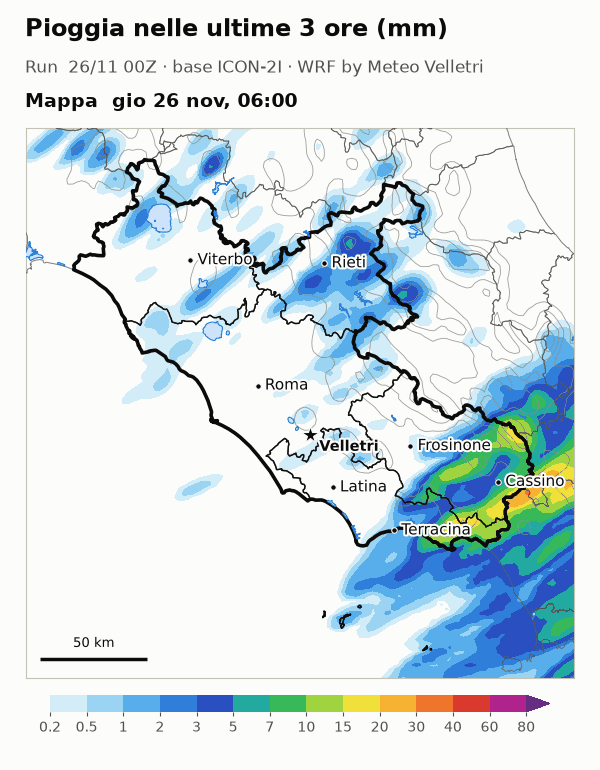 Pioggia nelle ultime 3 ore (mm)
Run  26/11 00Z · base ICON-2I · WRF by Meteo Velletri
Mappa  gio 26 nov, 06:00
Viterbo
Rieti
Roma
Velletri
Frosinone
Latina
Cassino
Terracina
50 km
0.2 0.5 1 2 3 5 7 10 15 20 30 40 60 80